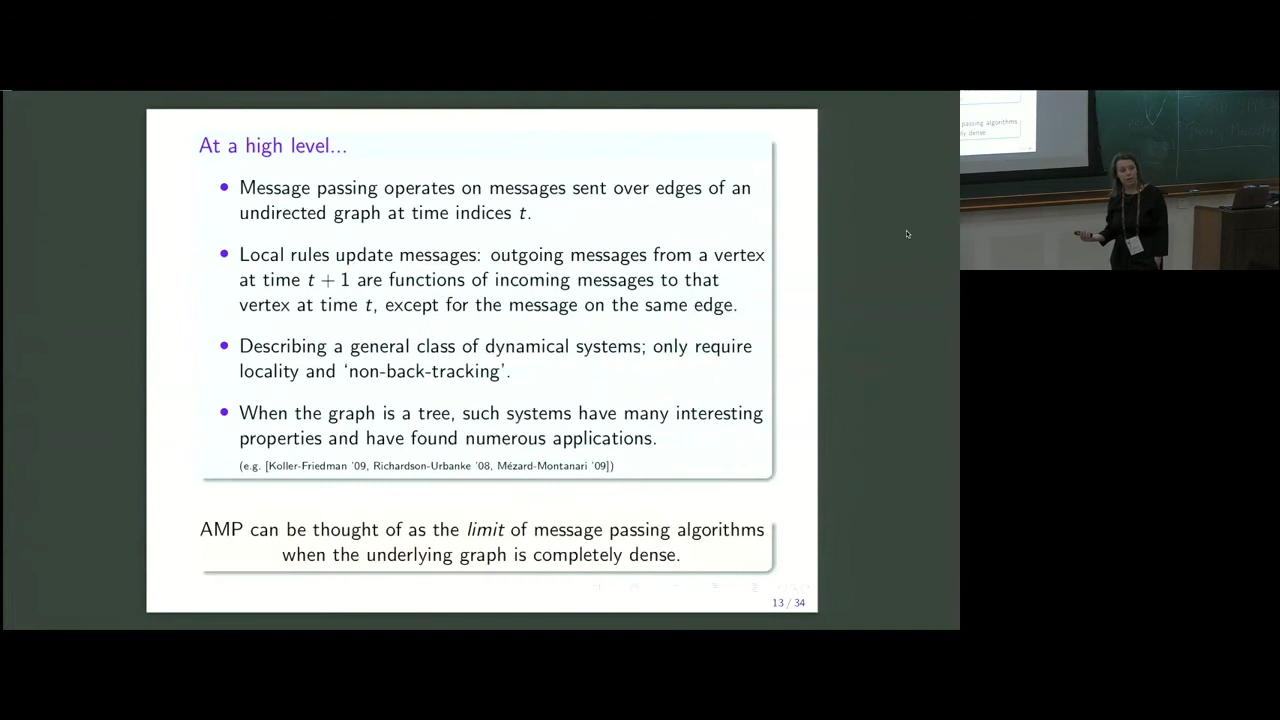 At a high level...
• Message passing operates on messages sent over edges of an
undirected graph at time indices t.
• Local rules update messages: outgoing messages from a vertex
at time t + 1 are functions of incoming messages to that
vertex at time t, except for the message on the same edge.
• Describing a general class of dynamical systems; only require
locality and ‘non-back-tracking’.
• When the graph is a tree, such systems have many interesting
properties and have found numerous applications.
(e.g. [Koller-Friedman '09, Richardson-Urbanke '08, Mézard-Montanari '09])
AMP can be thought of as the limit of message passing algorithms
when the underlying graph is completely dense.
13 / 34
passing algorithms
ly dense